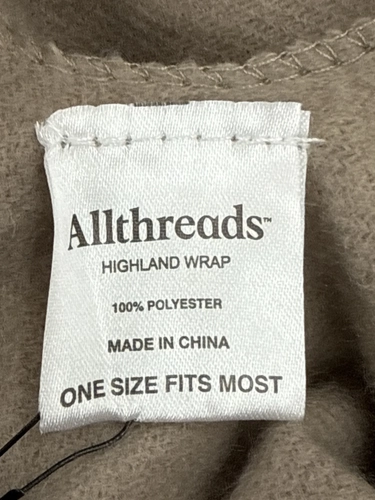 Allthreads™
HIGHLAND WRAP
100% POLYESTER
MADE IN CHINA
ONE SIZE FITS MOST